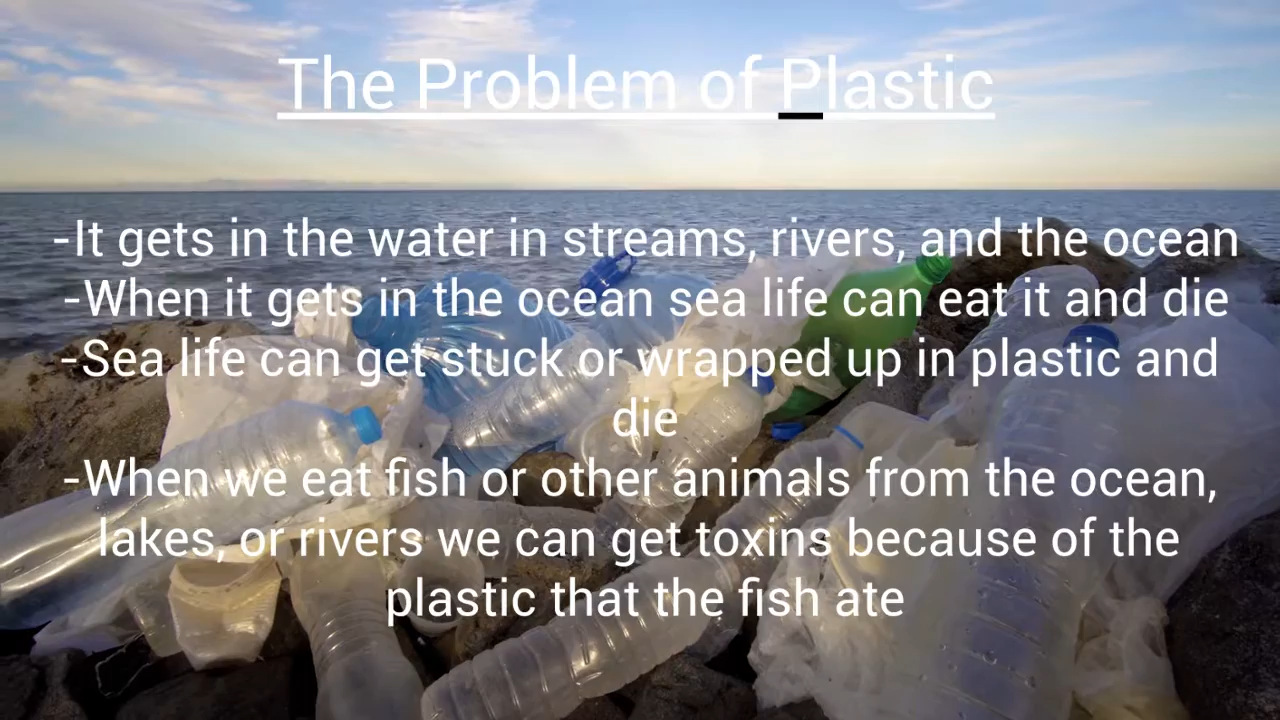 The Problem of Plastic
-It gets in the water in streams, rivers, and the ocean
-When it gets in the ocean sea life can eat it and die
-Sea life can get stuck or wrapped up in plastic and
die
-When we eat fish or other animals from the ocean,
lakes, or rivers we can get toxins because of the
plastic that the fish ate